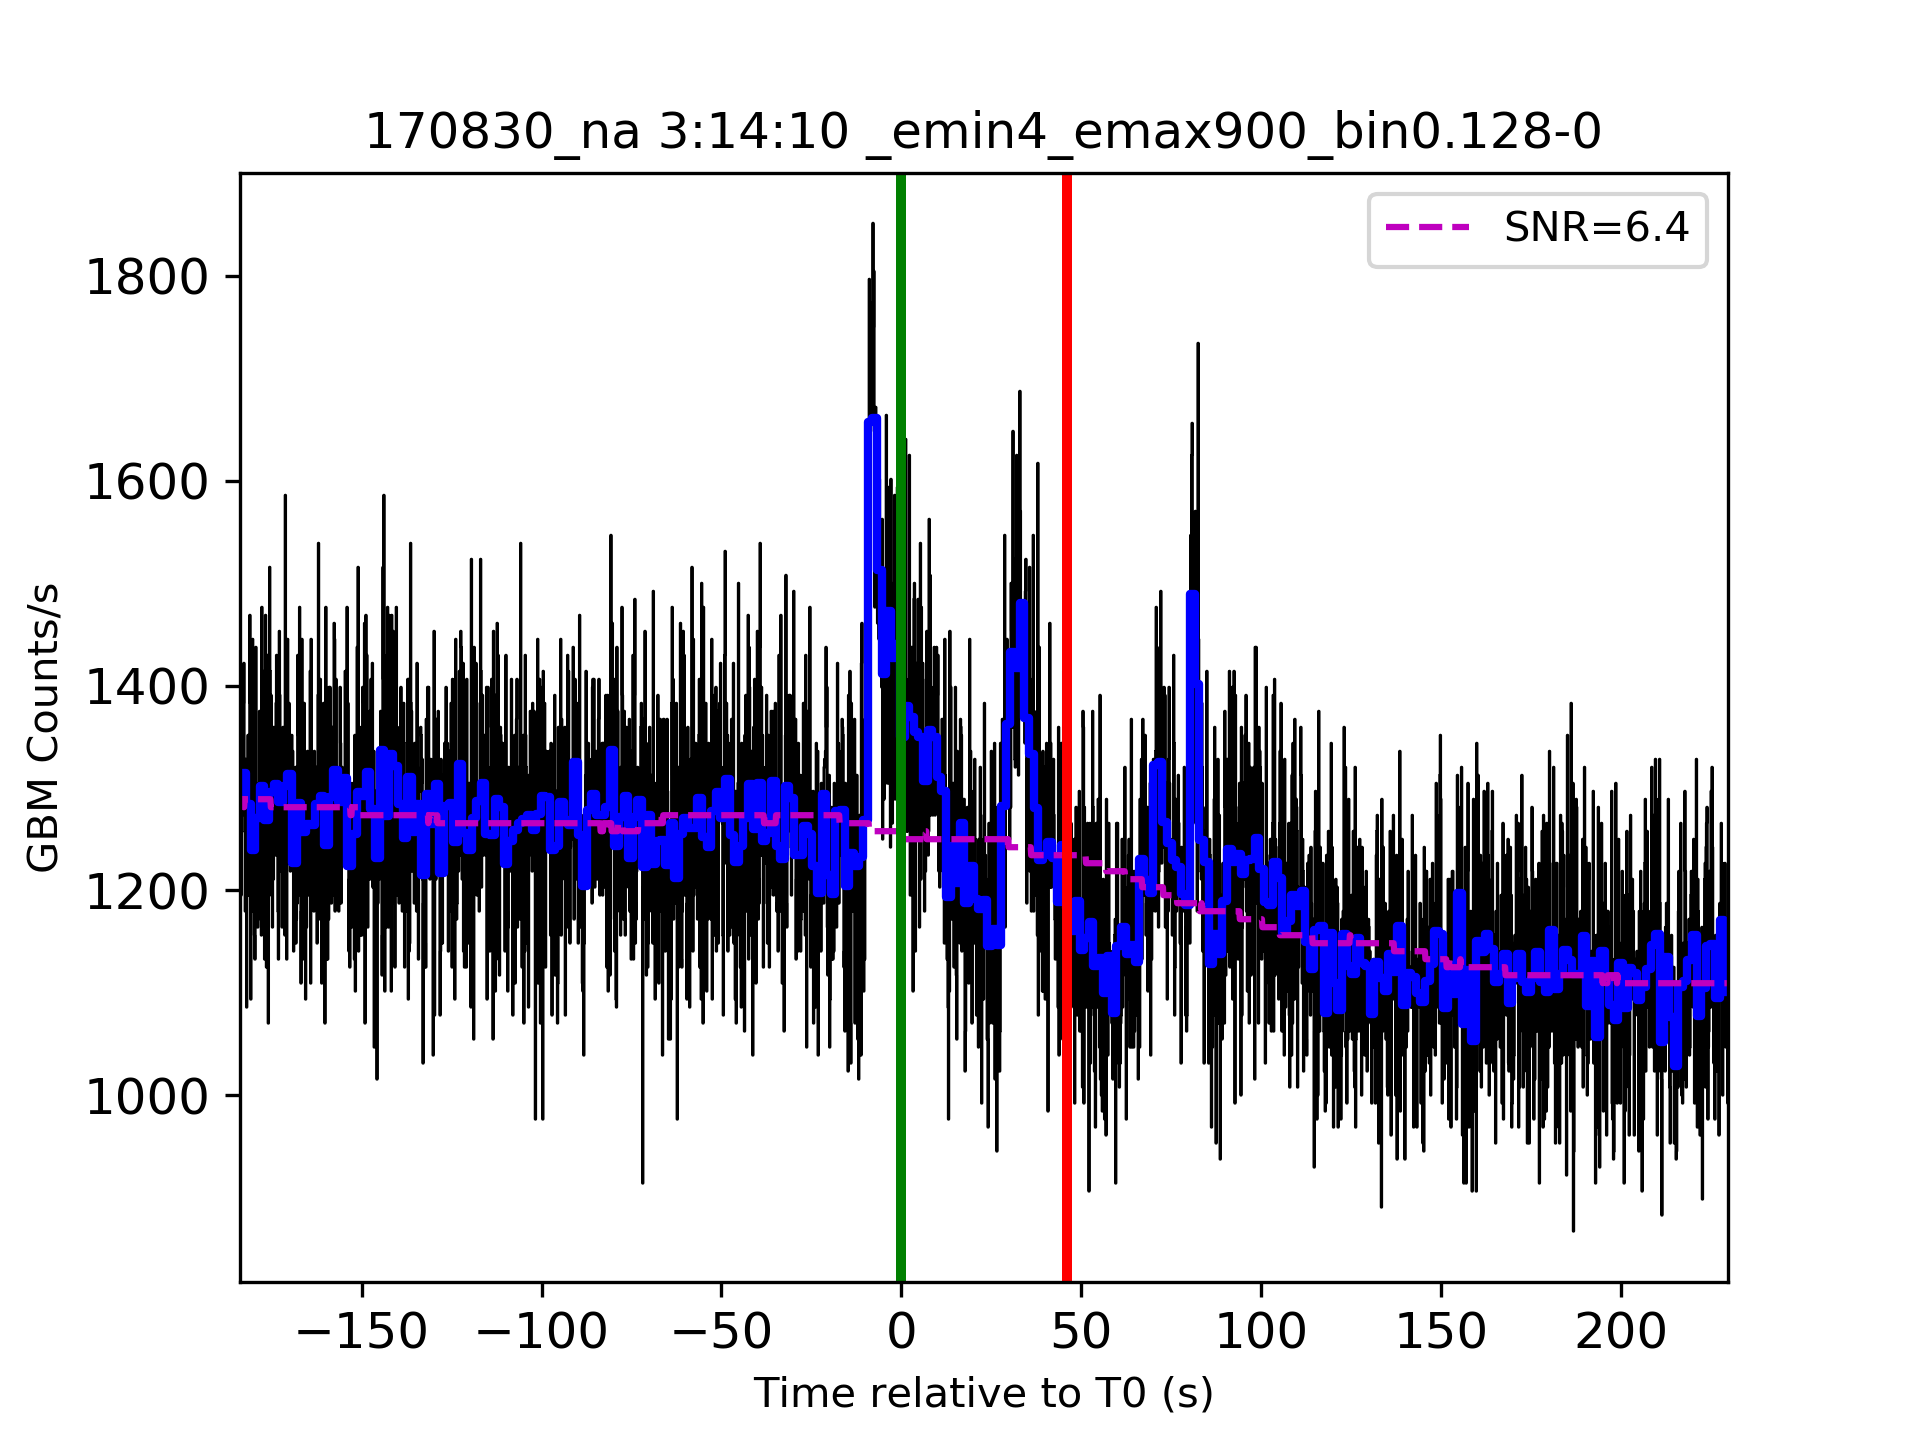 170830_na 3:14:10 _emin4_emax900_bin0.128-0
SNR=6.4
GBM Counts/s
1800
1600
1400
1200
1000
−150 −100 −50 0 50 100 150 200
Time relative to T0 (s)